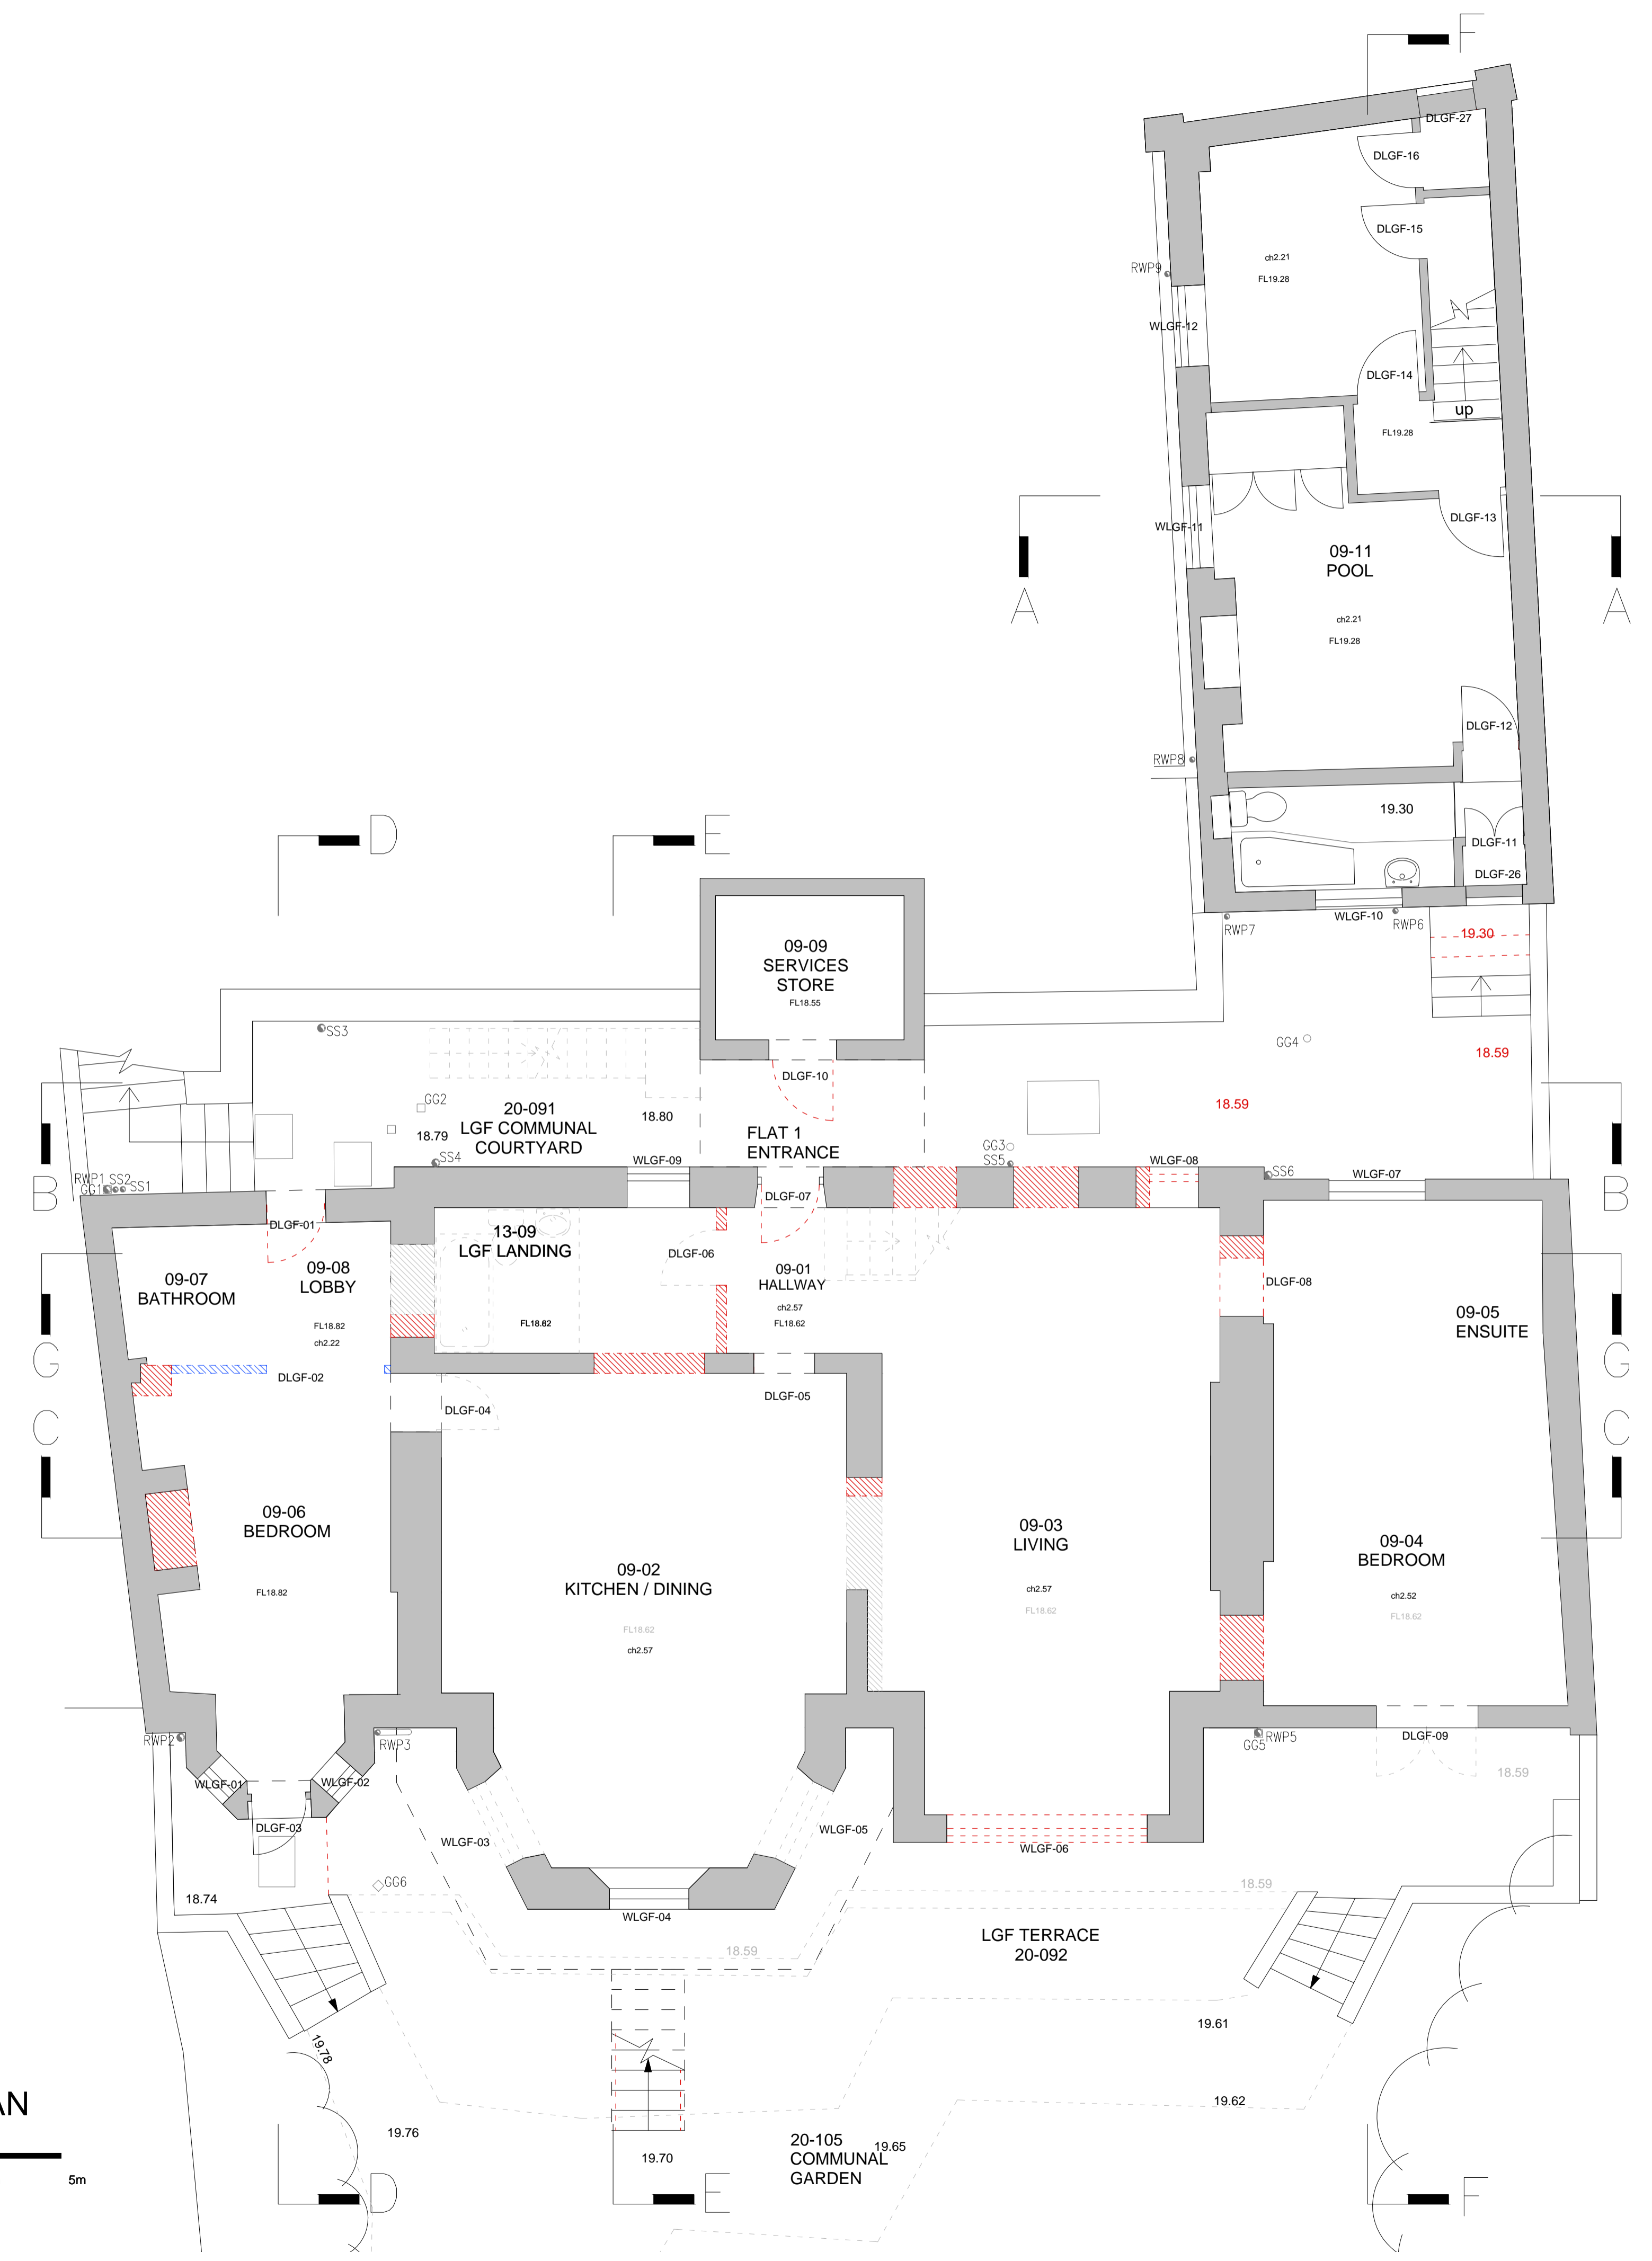 F
DLGF-27
DLGF-16
DLGF-15
ch2.21
FL19.28
RWP9
WLGF-12
DLGF-14
up
FL19.28
WLGF-11
DLGF-13
09-11
POOL
A
A
ch2.21
FL19.28
DLGF-12
RWP8
19.30
D
E
DLGF-11
DLGF-26
WLGF-10
RWP7
RWP6
19.30
09-09
SERVICES
STORE
FL18.55
SS3
GG4
18.59
DLGF-10
GG2
20-091
LGF COMMUNAL
COURTYARD
18.80
18.79
18.59
FLAT 1
ENTRANCE
GG3
SS5
SS4
WLGF-09
WLGF-08
SS6
WLGF-07
RWP1 SS2
GG1
SS1
B
B
DLGF-07
DLGF-01
13-09
LGF LANDING
DLGF-06
09-08
LOBBY
09-07
BATHROOM
09-01
HALLWAY
DLGF-08
ch2.57
FL18.62
09-05
ENSUITE
FL18.82
ch2.22
FL18.82
G
G
DLGF-02
DLGF-05
DLGF-04
C
C
09-06
BEDROOM
09-03
LIVING
09-04
BEDROOM
09-02
KITCHEN / DINING
FL18.82
ch2.57
FL18.62
ch2.52
FL18.62
FL18.62
ch2.57
RWP2
RWP3
GG5
RWP5
DLGF-09
WLGF-01
WLGF-02
18.59
DLGF-03
WLGF-03
WLGF-05
WLGF-06
GG6
18.74
18.59
WLGF-04
LGF TERRACE
20-092
18.59
19.61
19.78
19.62
AN
19.76
20-105
COMMUNAL
GARDEN
19.65
19.70
5m
D
E
F